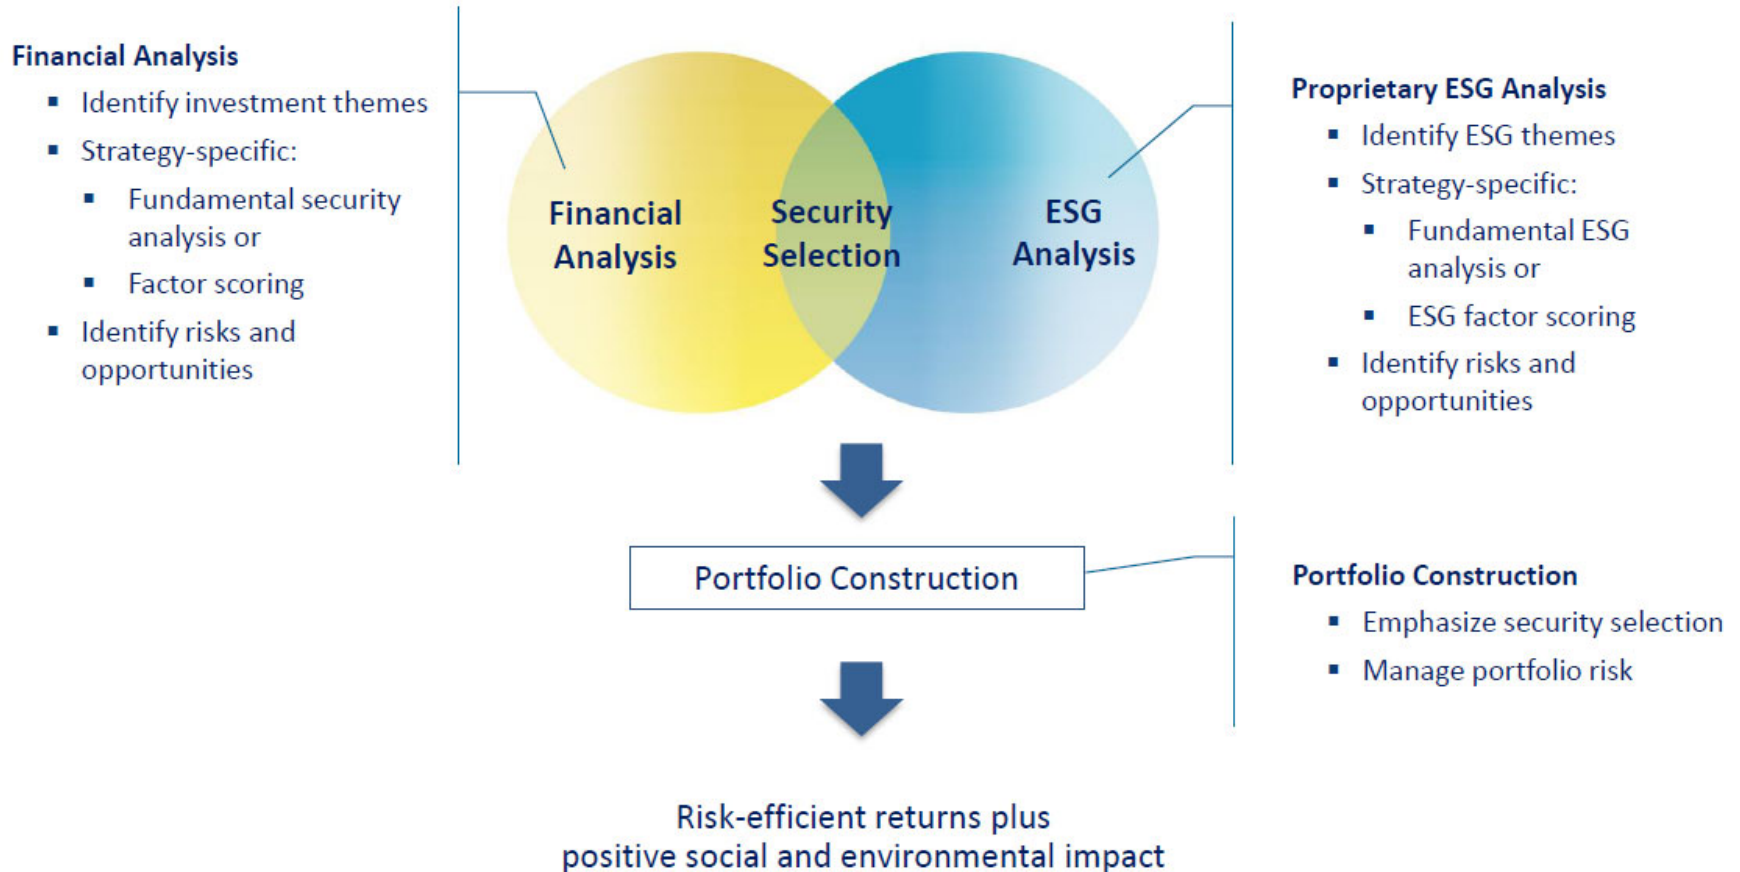 Financial Analysis
▪ Identify investment themes
▪ Strategy-specific:
▪ Fundamental security
analysis or
▪ Factor scoring
▪ Identify risks and
opportunities
Financial
Analysis
Security
Selection
ESG
Analysis
Proprietary ESG Analysis
▪ Identify ESG themes
▪ Strategy-specific:
▪ Fundamental ESG
analysis or
▪ ESG factor scoring
▪ Identify risks and
opportunities
Portfolio Construction
Portfolio Construction
▪ Emphasize security selection
▪ Manage portfolio risk
Risk-efficient returns plus
positive social and environmental impact